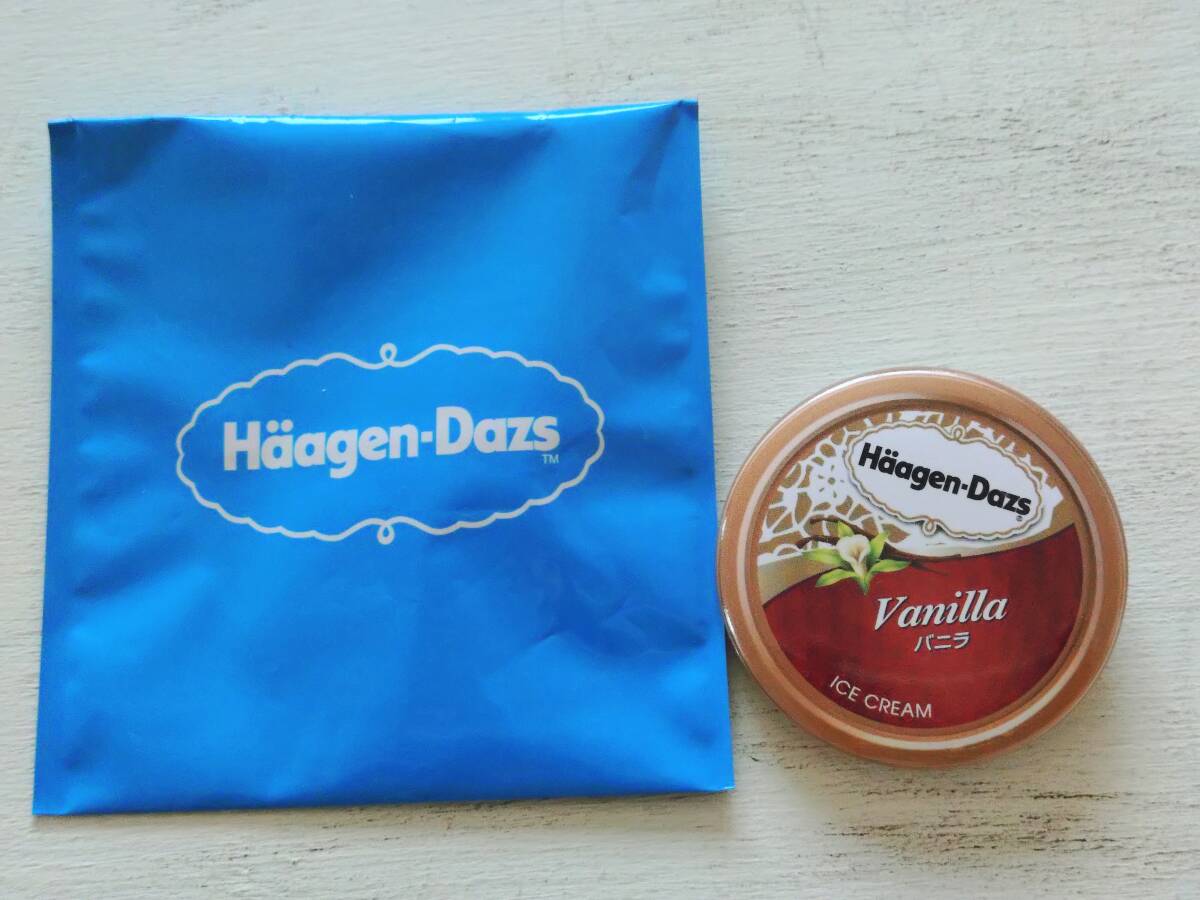 Häagen-Dazs
TM
Häagen-Dazs
®
Vanilla
バニラ
ICE CREAM